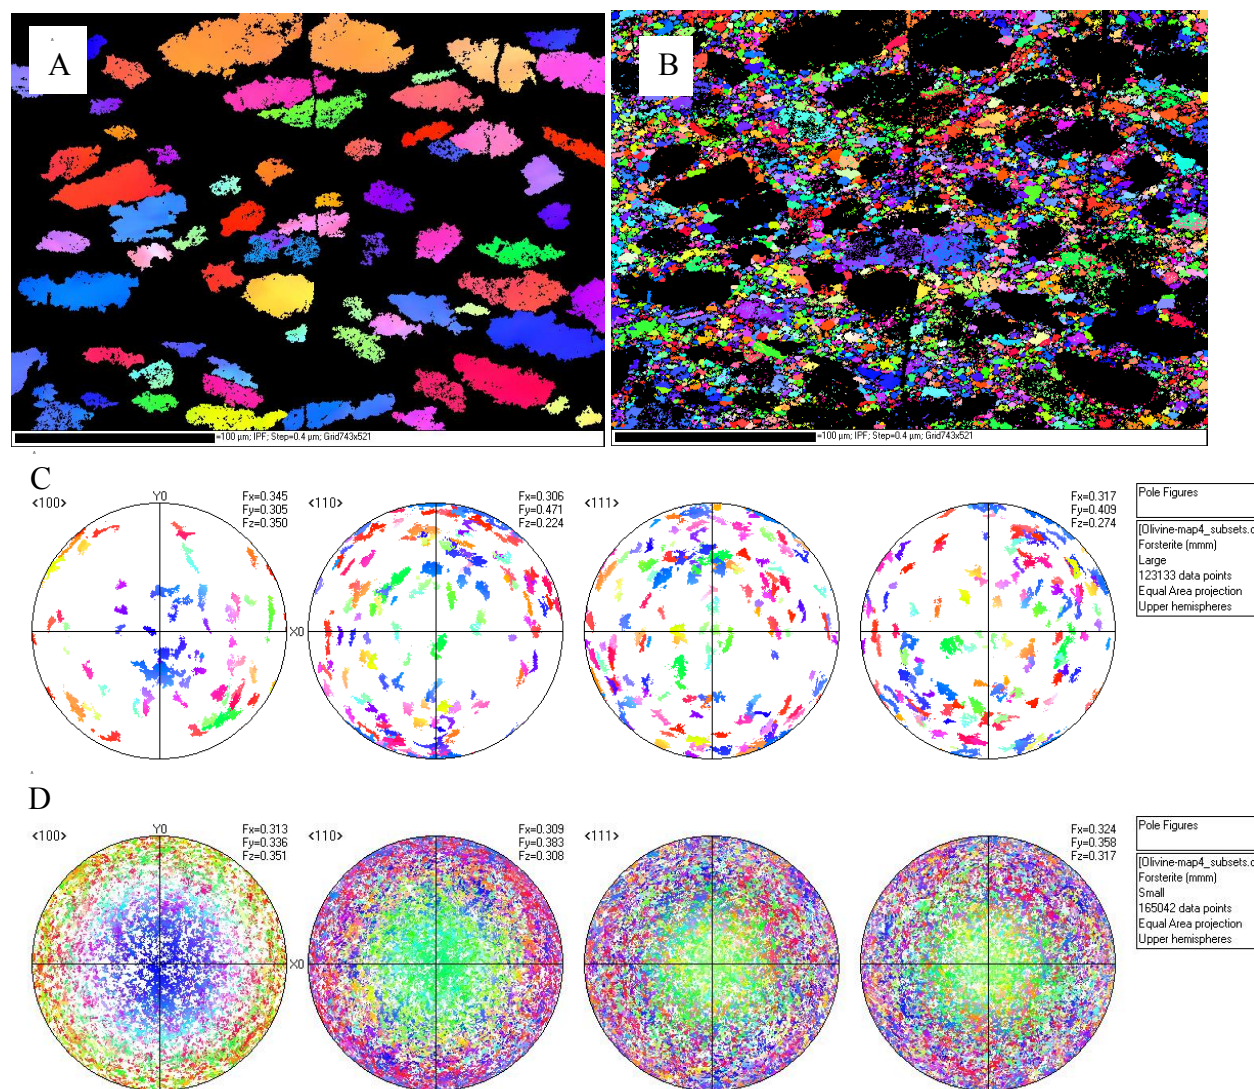 A
B
=100 µm; IPF; Step=0.4 µm; Grid743x521
=100 µm; IPF; Step=0.4 µm; Grid743x521
C
<100>
Y0
Fx=0.345
Fy=0.305
Fz=0.350
X0
<110>
Fx=0.306
Fy=0.471
Fz=0.224
<111>
Fx=0.317
Fy=0.409
Fz=0.274
Pole Figures
[Olivine-map4_subsets.c
Forsterite (mmm)
Large
123133 data points
Equal Area projection
Upper hemispheres
D
<100>
Y0
Fx=0.313
Fy=0.336
Fz=0.351
X0
<110>
Fx=0.309
Fy=0.383
Fz=0.308
<111>
Fx=0.324
Fy=0.358
Fz=0.317
Pole Figures
[Olivine-map4_subsets.c
Forsterite (mmm)
Small
165042 data points
Equal Area projection
Upper hemispheres